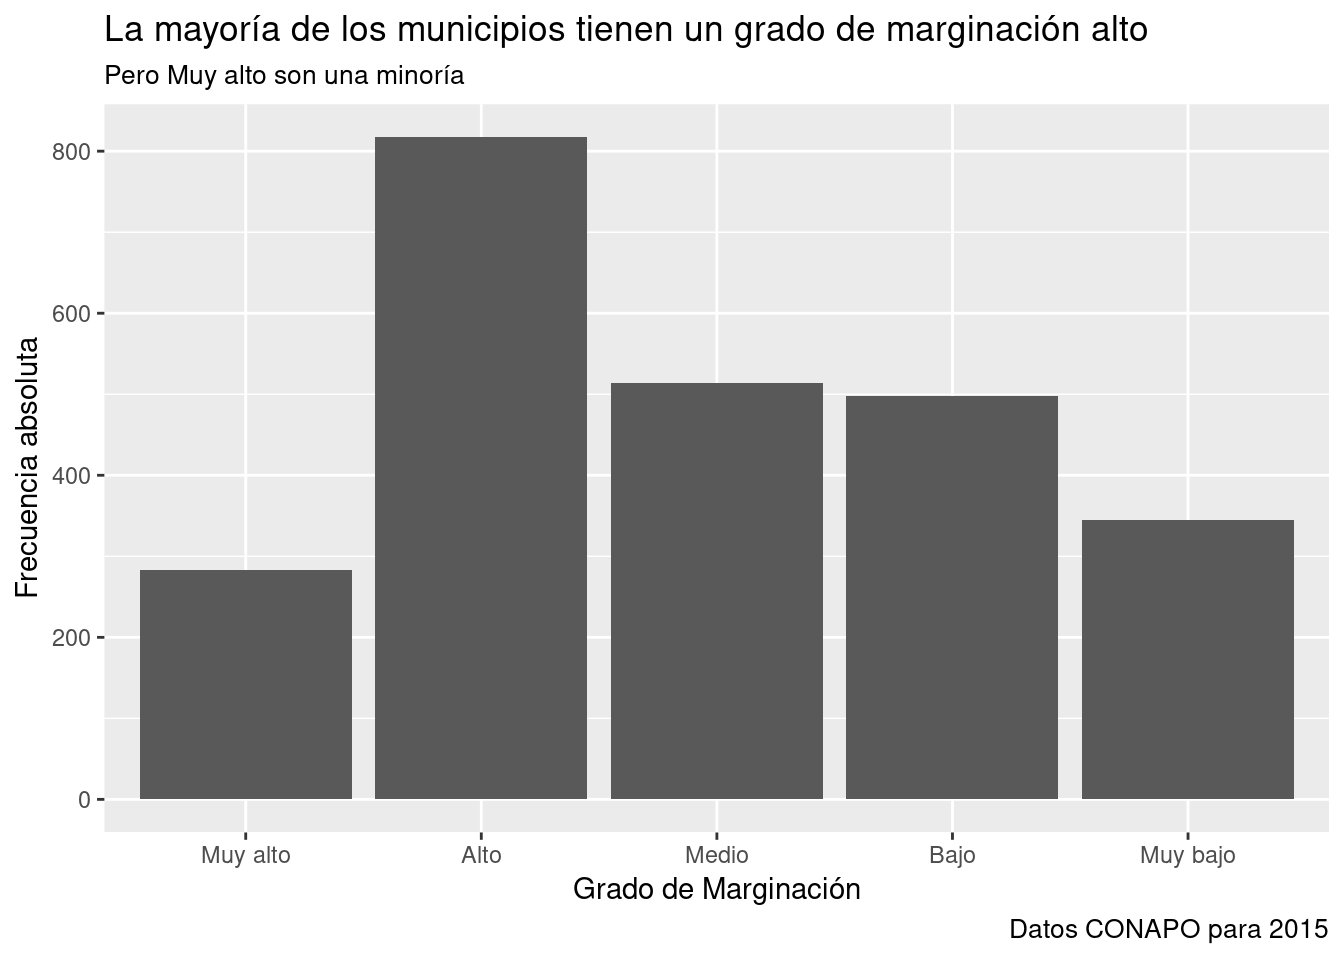 La mayoría de los municipios tienen un grado de marginación alto
Pero Muy alto son una minoría
Frecuencia absoluta
800
600
400
200
0
Muy alto
Alto
Medio
Bajo
Muy bajo
Grado de Marginación
Datos CONAPO para 2015